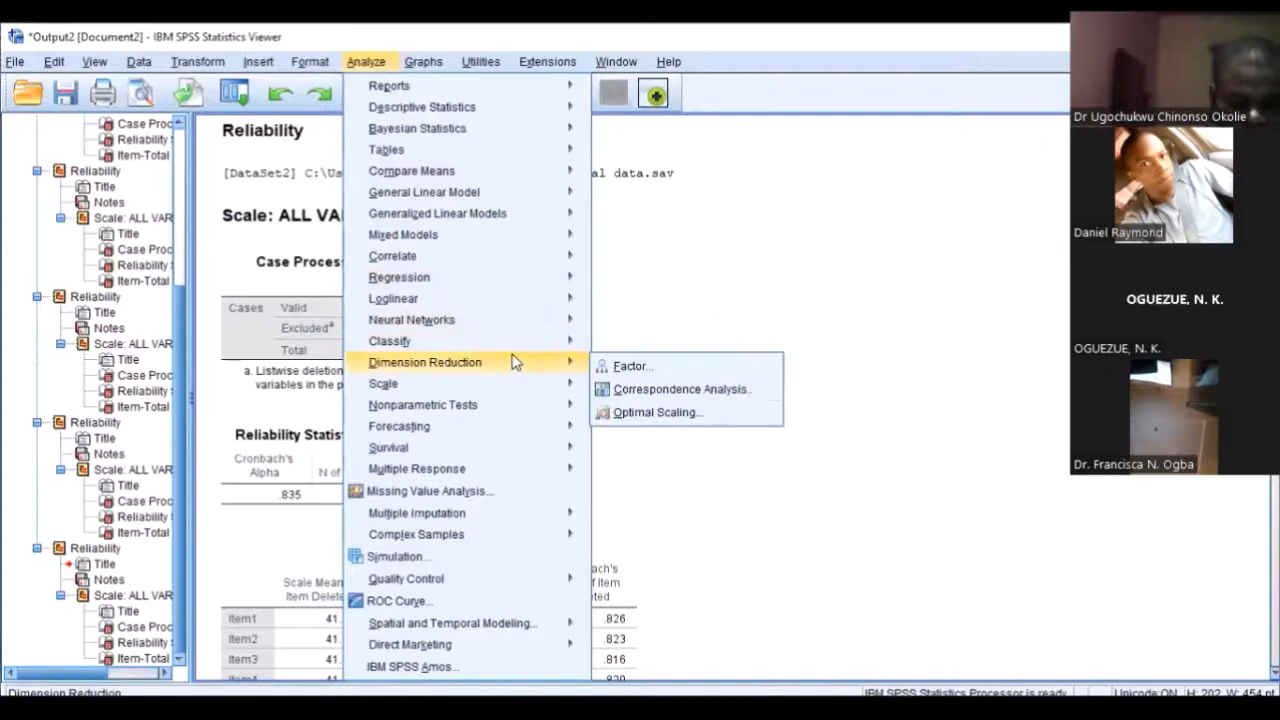 *Output2 [Document2] - IBM SPSS Statistics Viewer
File Edit View Data Transform Insert Format Analyze Graphs Utilities Extensions Window Help
Case Proc
Reliability
Item-Total
Reliability
Title
Notes
Scale: ALL VAR
Title
Case Proc
Reliability
Item-Total
Reliability
Title
Notes
Scale: ALL VAR
Title
Case Proc
Reliability
Item-Total
Reliability
Title
Notes
Scale: ALL VAR
Title
Case Proc
Reliability
Item-Total
Reliability
Title
Notes
Scale: ALL VAR
Title
Case Proc
Reliability
Item-Total
Reliability
[DataSet2] C:\Us
al data.sav
Scale: ALL VA
Case Proces
Cases Valid
Excludedª
Total
a. Listwise deletion
variables in the p
Reliability Statis
Cronbach's
Alpha N of
.835
Scale Mean
Item Delete
ach's
f Item
ted
Item1 41. .826
Item2 41. .823
Item3 41. .816
Item4 41.
Reports
Descriptive Statistics
Bayesian Statistics
Tables
Compare Means
General Linear Model
Generalized Linear Models
Mixed Models
Correlate
Regression
Loglinear
Neural Networks
Classify
Dimension Reduction
Scale
Nonparametric Tests
Forecasting
Survival
Multiple Response
Missing Value Analysis...
Multiple Imputation
Complex Samples
Simulation...
Quality Control
ROC Curve...
Spatial and Temporal Modeling...
Direct Marketing
IBM SPSS Amos...
Factor...
Correspondence Analysis...
Optimal Scaling...
Dr Ugochukwu Chinonso Okolie
Daniel Raymond
OGUEZUE, N. K.
OGUEZUE, N. K.
Dr. Francisca N. Ogba
Dimension Reduction
IBM SPSS Statistics Processor is ready
Unicode:ON
H: 202, W: 454 pt